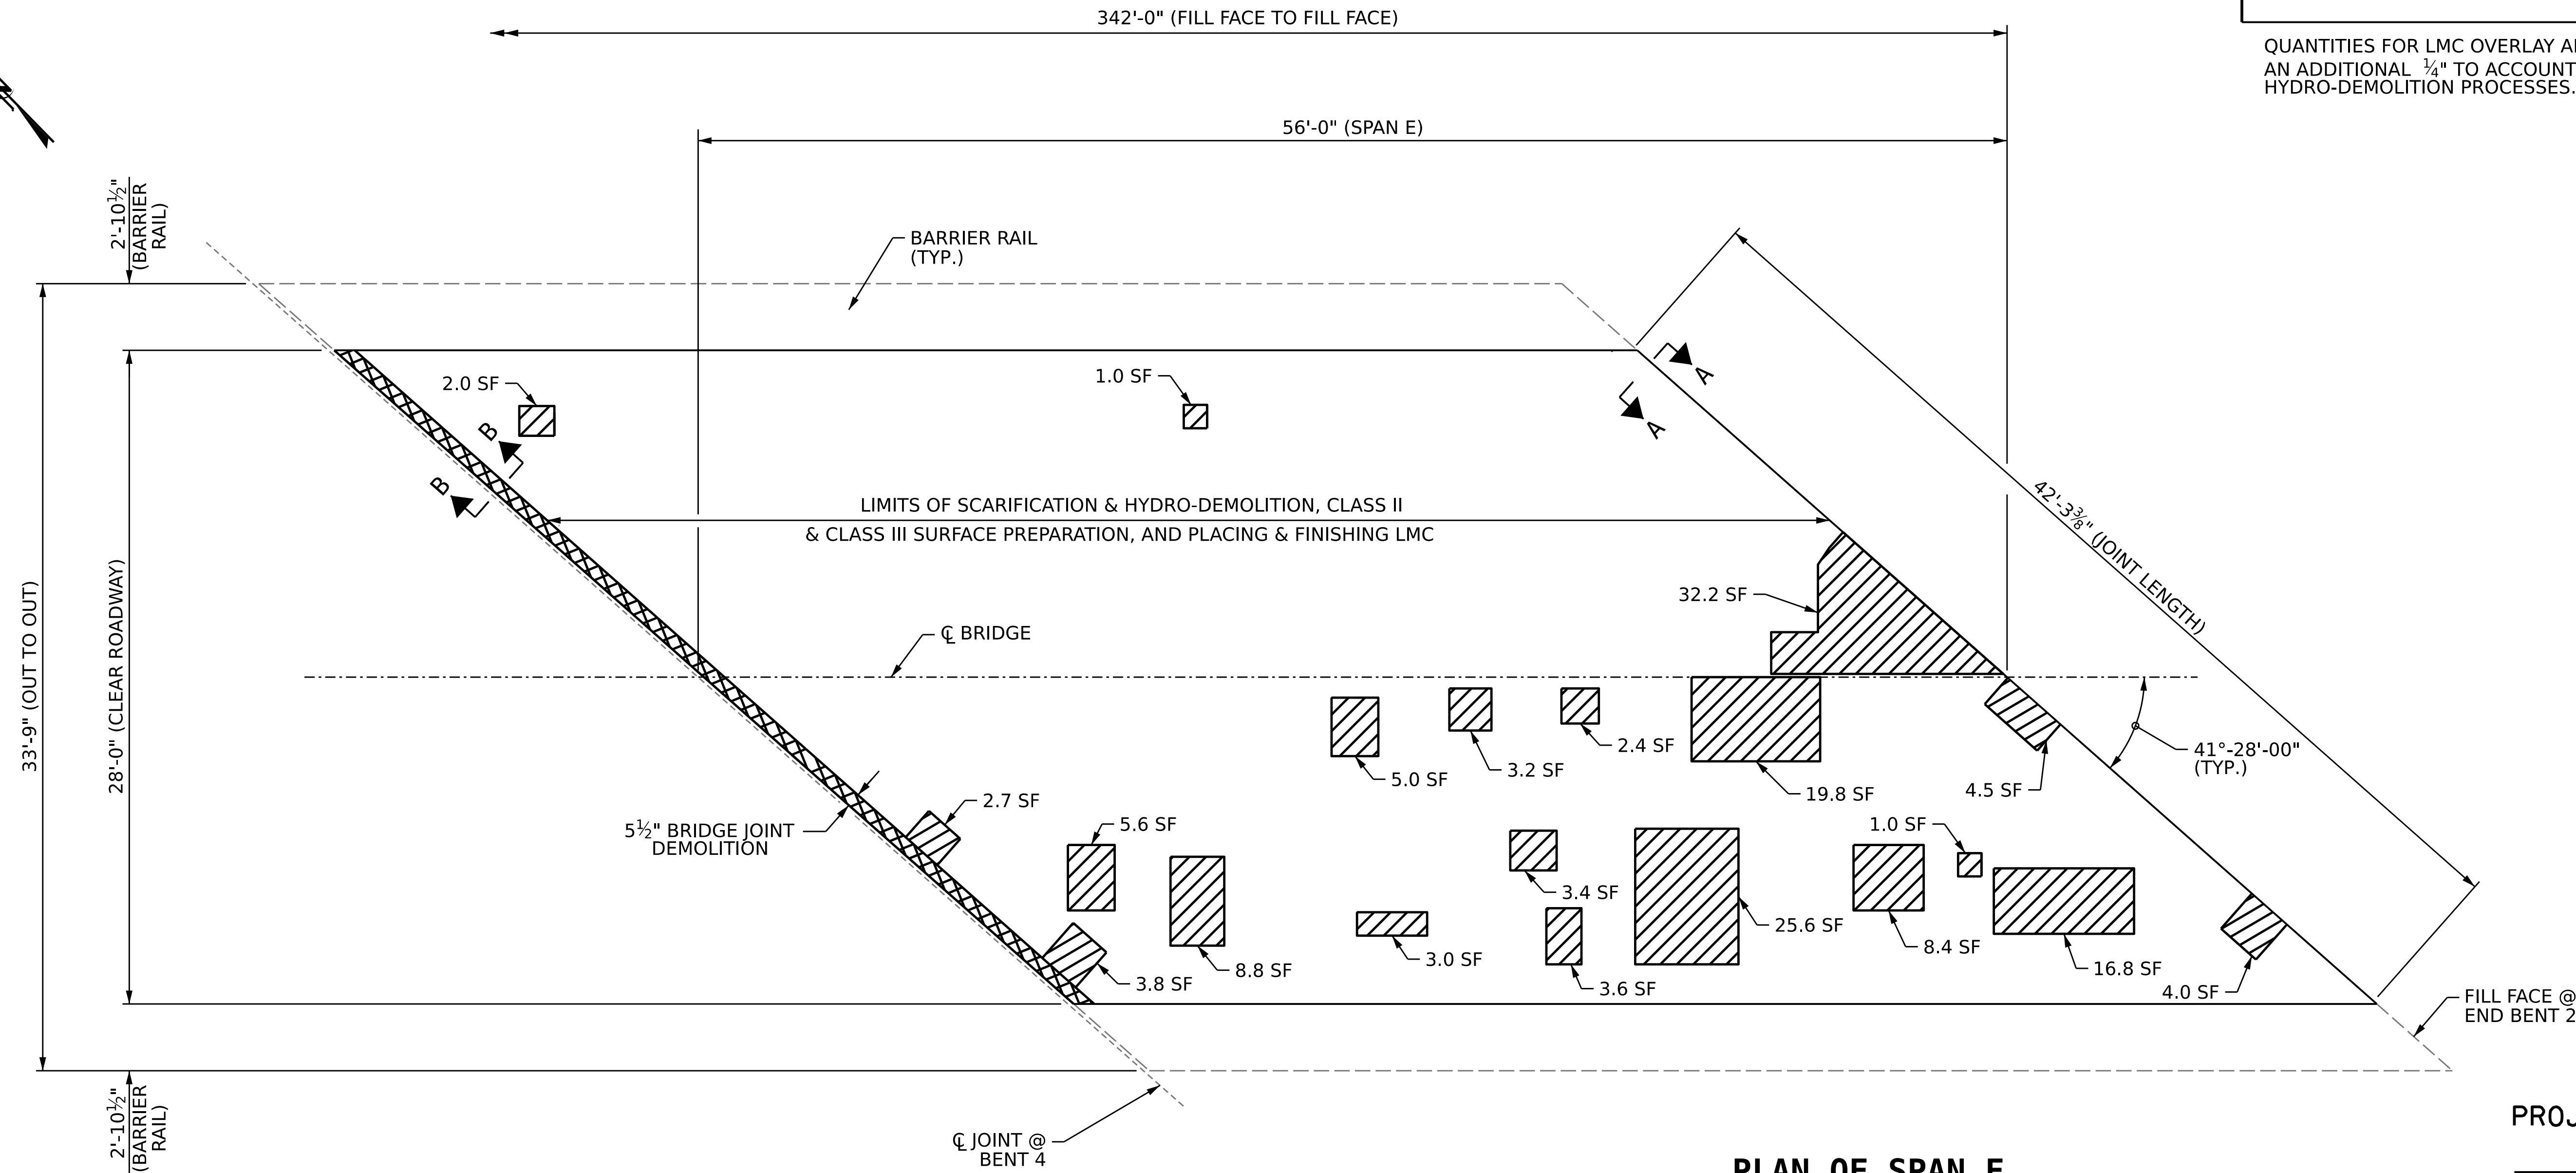 342'-0" (FILL FACE TO FILL FACE)
QUANTITIES FOR LMC OVERLAY
AN ADDITIONAL ¼" TO ACCOUNT
HYDRO-DEMOLITION PROCESSES.
56'-0" (SPAN E)
2'-10½"
(BARRIER
RAIL)
BARRIER RAIL
(TYP.)
2.0 SF
1.0 SF
A
A
B
B
LIMITS OF SCARIFICATION & HYDRO-DEMOLITION, CLASS II
& CLASS III SURFACE PREPARATION, AND PLACING & FINISHING LMC
42'-3⅜" (JOINT LENGTH)
33'-9" (OUT TO OUT)
28'-0" (CLEAR ROADWAY)
32.2 SF
℄ BRIDGE
5.0 SF
3.2 SF
2.4 SF
19.8 SF
4.5 SF
41°-28'-00"
(TYP.)
2.7 SF
5½" BRIDGE JOINT
DEMOLITION
5.6 SF
1.0 SF
3.4 SF
25.6 SF
8.4 SF
3.0 SF
8.8 SF
3.8 SF
3.6 SF
16.8 SF
4.0 SF
FILL FACE @
END BENT 2
2'-10½"
(BARRIER
RAIL)
℄ JOINT @
BENT 4
PLAN OF SPAN E